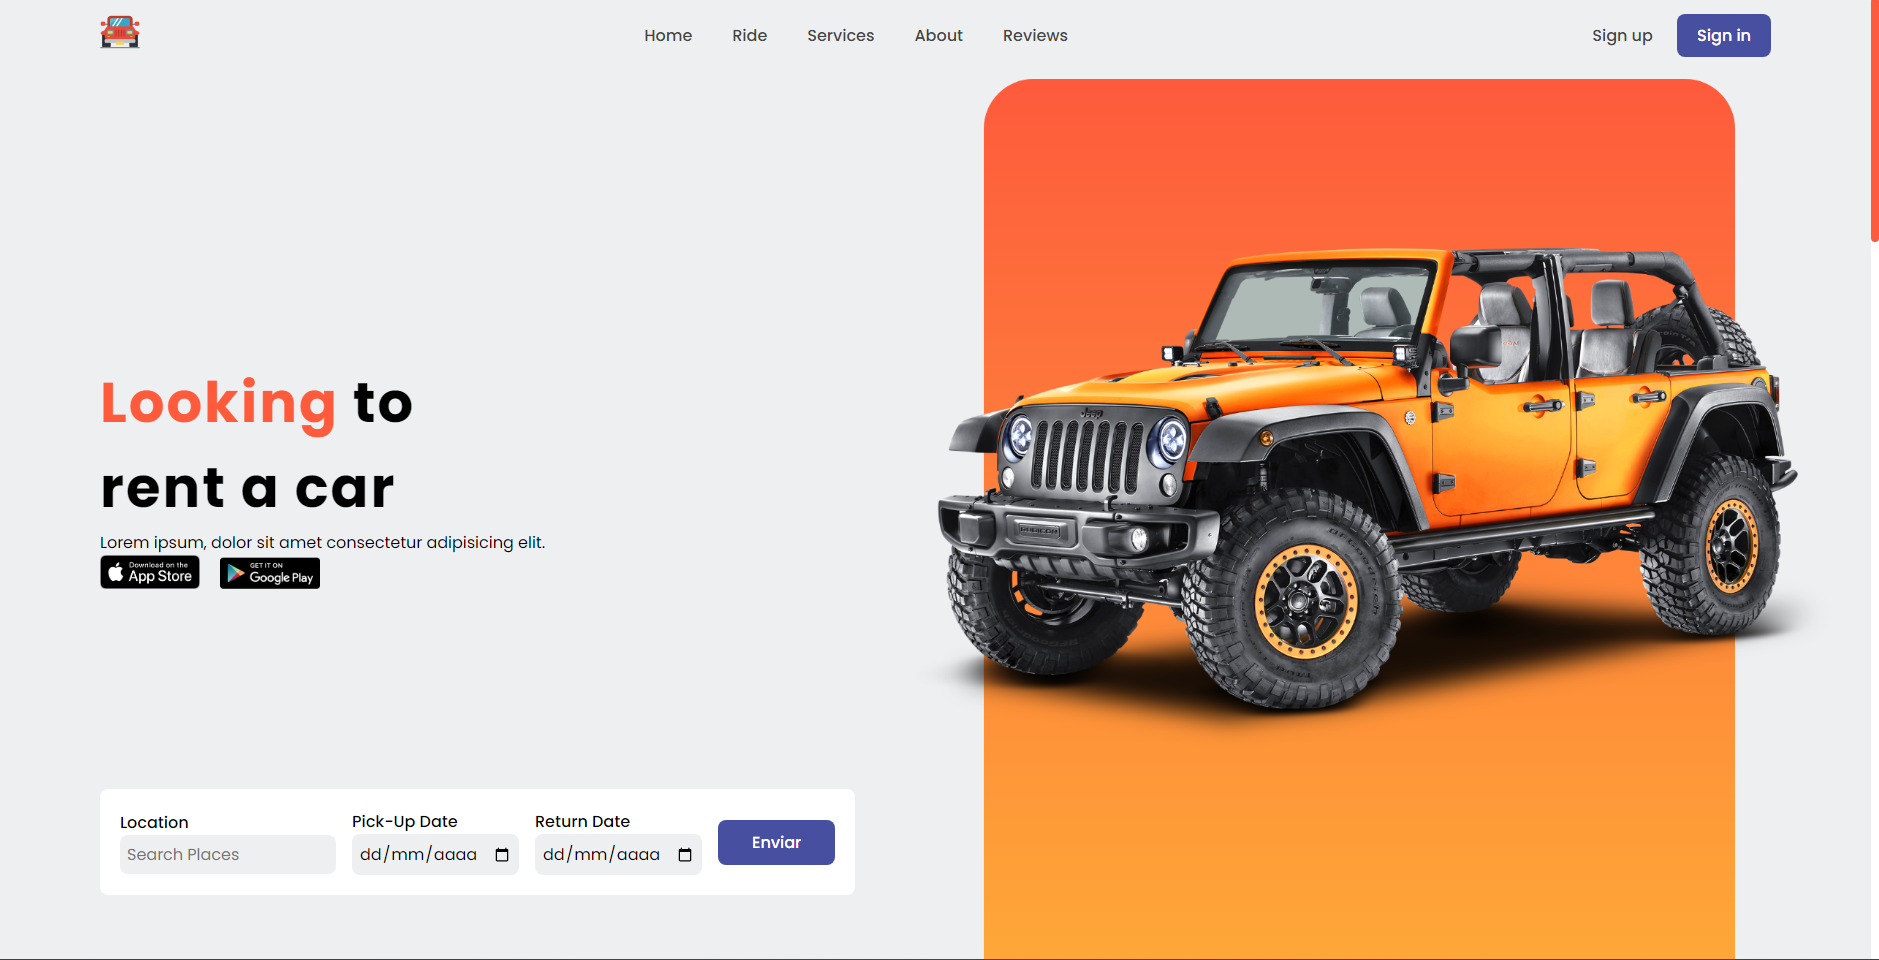 Home Ride Services About Reviews Sign up Sign in
Looking to
rent a car
Lorem ipsum, dolor sit amet consectetur adipisicing elit.
Download on the App Store
GET IT ON Google Play
Jeep
RUBICON
Location Pick-Up Date Return Date
Search Places dd/mm/aaaa dd/mm/aaaa Enviar